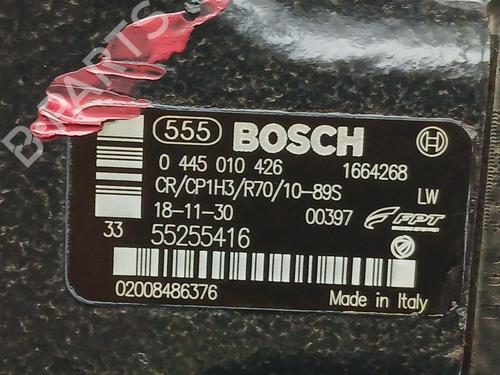 B-PARTS
555 BOSCH
0 445 010 426 1664268
CR/CP1H3/R70/10-89S LW
18-11-30 00397 FPT
33 55255416
02008486376 Made in Italy